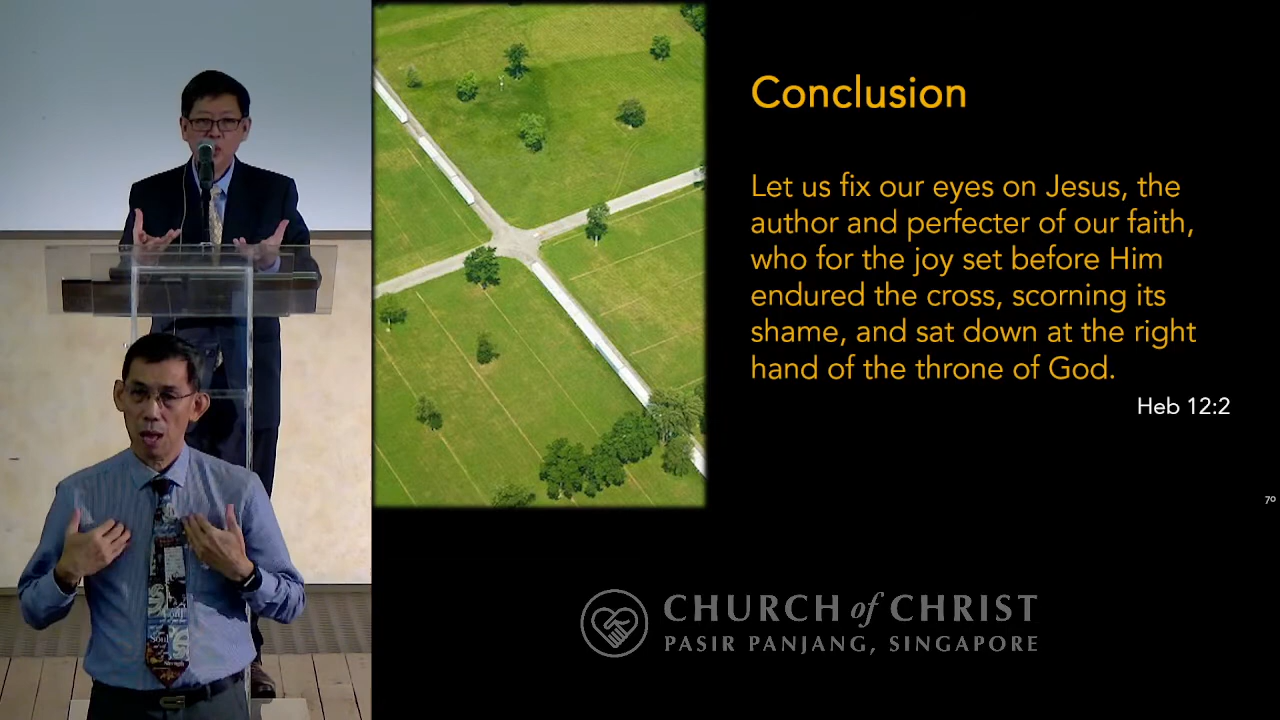 Conclusion
Let us fix our eyes on Jesus, the
author and perfecter of our faith,
who for the joy set before Him
endured the cross, scorning its
shame, and sat down at the right
hand of the throne of God.
Heb 12:2
70
CHURCH of CHRIST
PASIR PANJANG, SINGAPORE